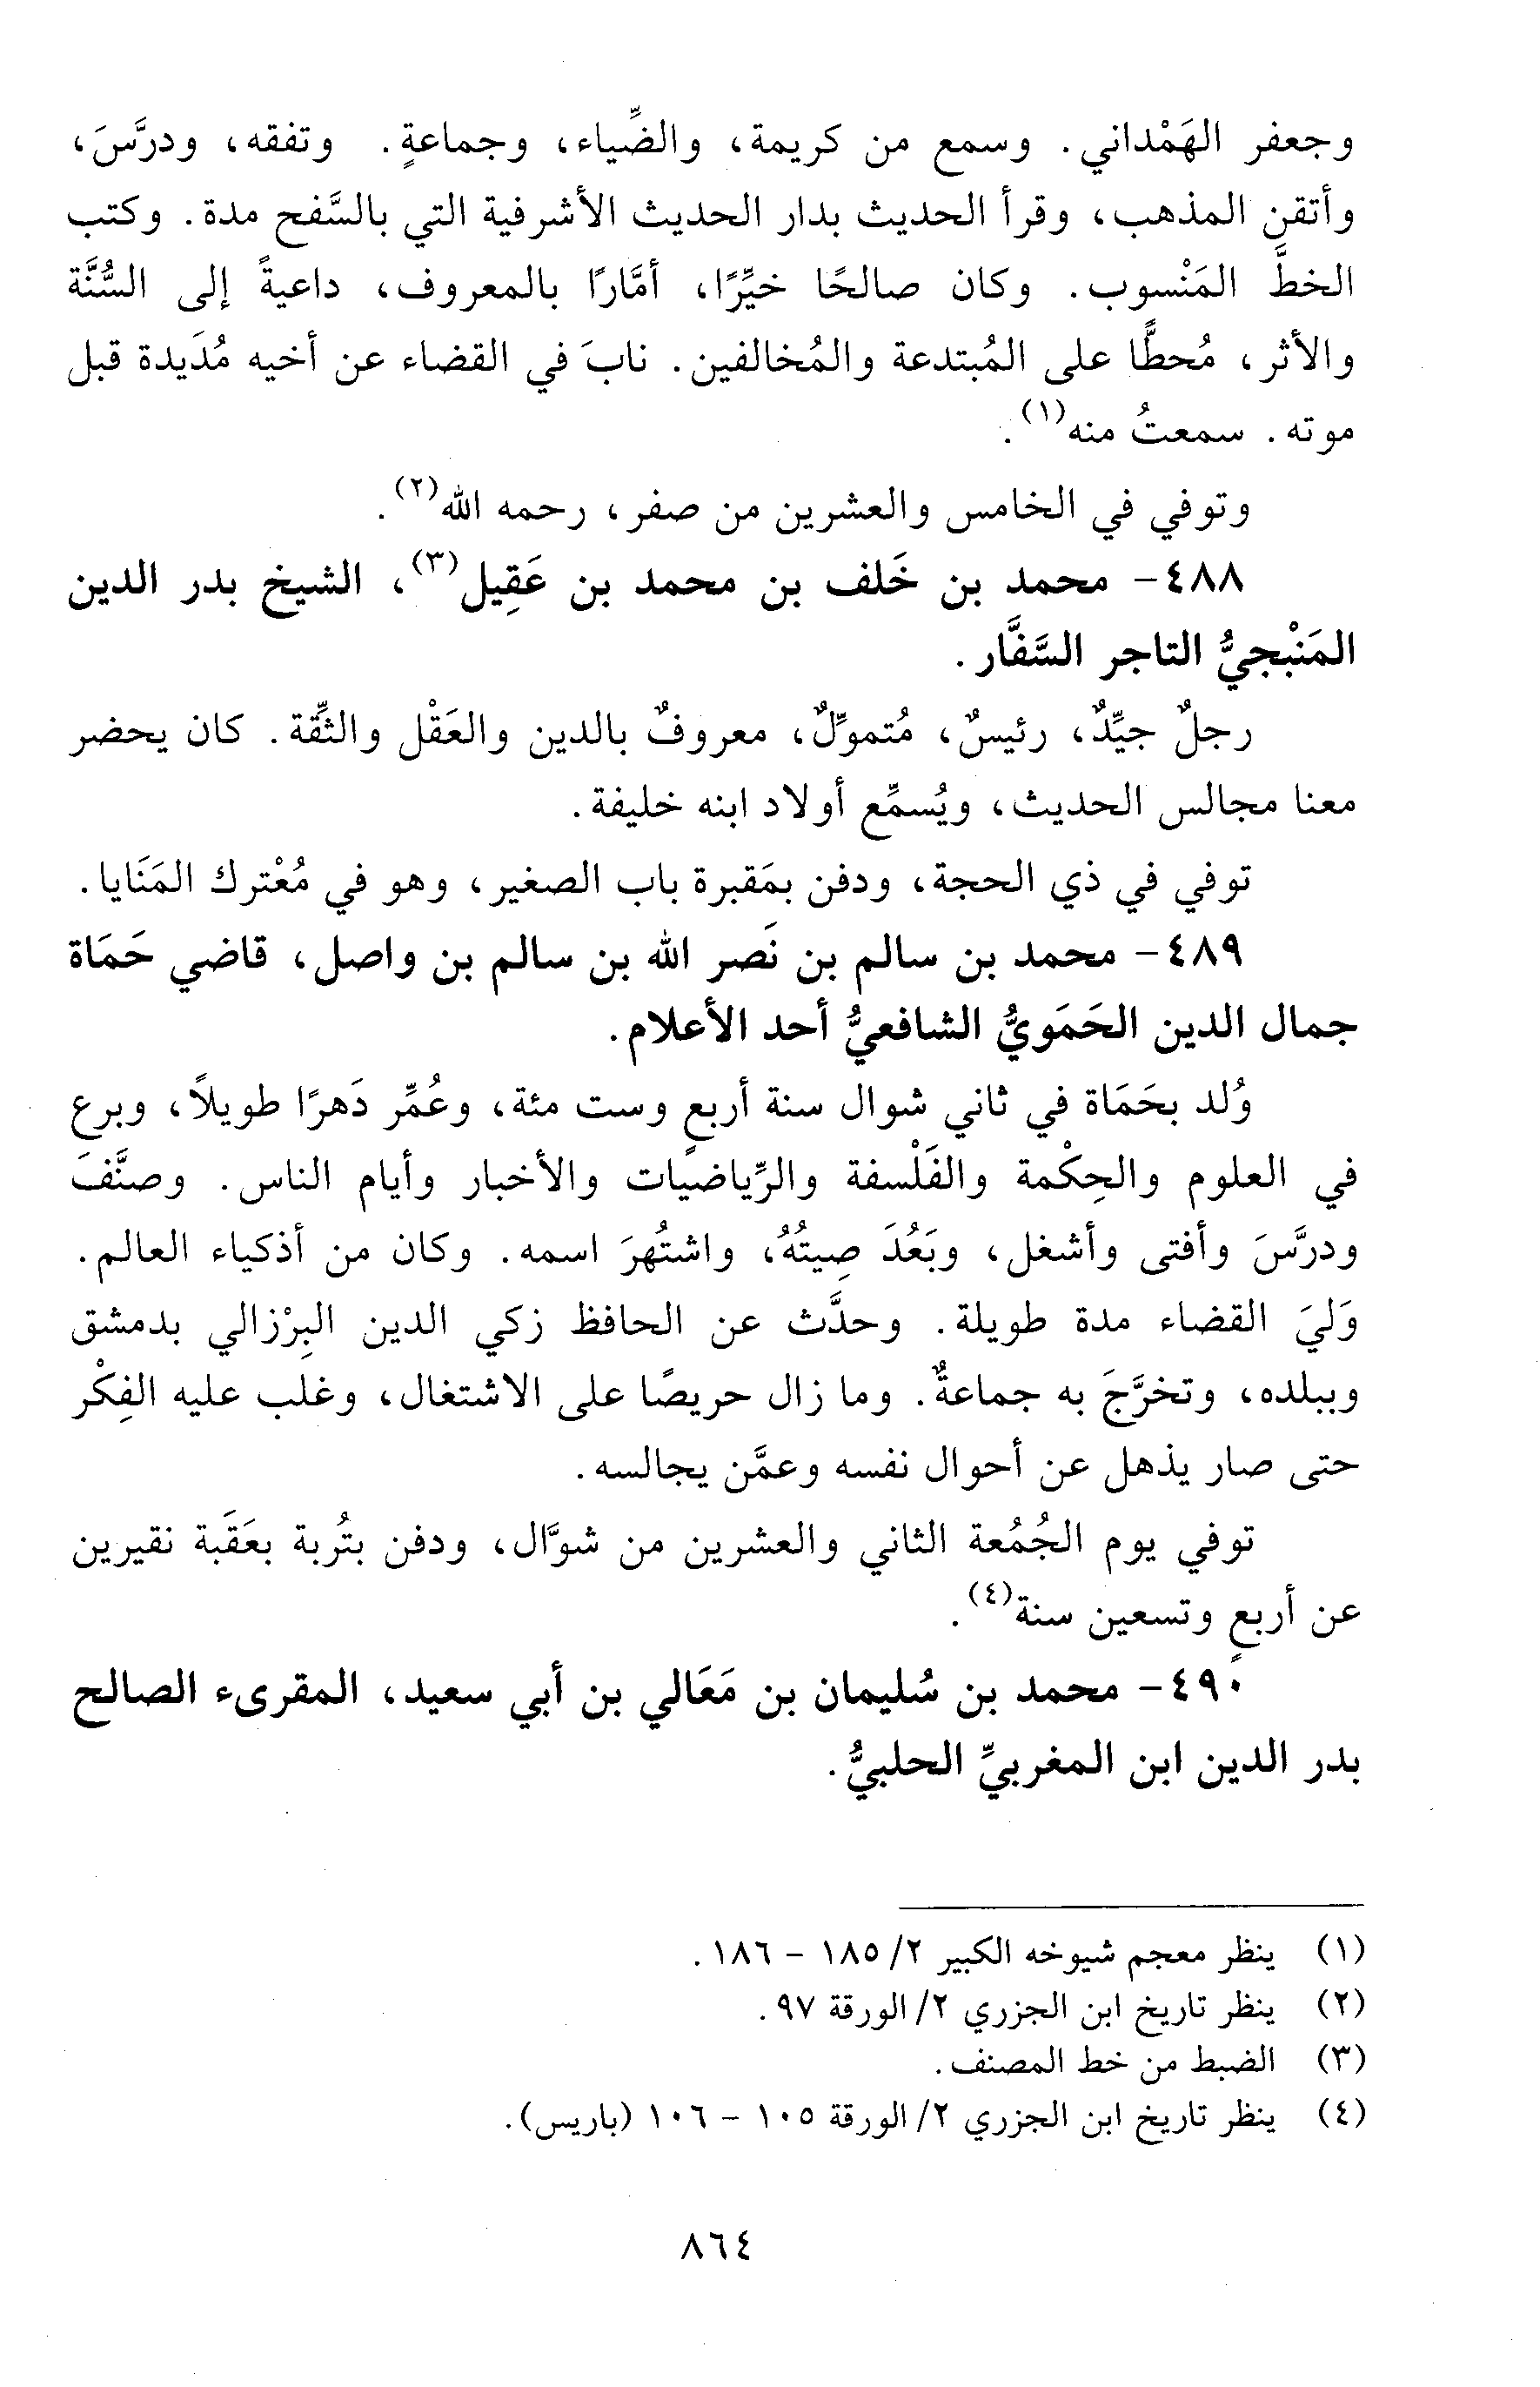 وجعفر الهَمْداني. وسمع من كريمة، والضِّياء، وجماعةٍ. وتفقه، ودرَّسَ،
وأتقن المذهب، وقرأ الحديث بدار الحديث الأشرفية التي بالسَّفح مدة. وكتب
الخطَّ المَنْسوب. وكان صالحًا خيِّرًا، أمَّارًا بالمعروف، داعيةً إلى السُّنَّة
والأثر، مُحطًّا على المُبتدعة والمُخالفين. نابَ في القضاء عن أخيه مُدَيدة قبل
موته. سمعتُ منه(١).
وتوفي في الخامس والعشرين من صفر، رحمه الله(٢).
٤٨٨- محمد بن خَلف بن محمد بن عَقِيل(٣)، الشيخ بدر الدين
المَنْبجيُّ التاجر السَّفَّار.
رجلٌ جيِّدٌ، رئيسٌ، مُتموِّلٌ، معروفٌ بالدين والعَقْل والثِّقة. كان يحضر
معنا مجالس الحديث، ويُسمِّع أولاد ابنه خليفة.
توفي في ذي الحجة، ودفن بمَقبرة باب الصغير، وهو في مُعْترك المَنَايا.
٤٨٩- محمد بن سالم بن نَصر الله بن سالم بن واصل، قاضي حَمَاة
جمال الدين الحَمَويُّ الشافعيُّ أحد الأعلام.
وُلد بحَمَاة في ثاني شوال سنة أربعٍ وست مئة، وعُمِّر دَهرًا طويلاً، وبرع
في العلوم والحِكْمة والفَلْسفة والرِّياضيات والأخبار وأيام الناس. وصنَّفَ
ودرَّسَ وأفتى وأشغل، وبَعُدَ صِيتُهُ، واشتُهرَ اسمه. وكان من أذكياء العالم.
وَليَ القضاء مدة طويلة. وحدَّث عن الحافظ زكي الدين البِرْزالي بدمشق
وببلده، وتخرَّجَ به جماعةٌ. وما زال حريصًا على الاشتغال، وغلب عليه الفِكْر
حتى صار يذهل عن أحوال نفسه وعمَّن يجالسه.
توفي يوم الجُمُعة الثاني والعشرين من شوَّال، ودفن بتُربة بعَقَبة نقيرين
عن أربعٍ وتسعين سنة(٤).
٤٩٠- محمد بن سُليمان بن مَعَالي بن أبي سعيد، المقرىء الصالح
بدر الدين ابن المغربيِّ الحلبيُّ.
(١) ينظر معجم شيوخه الكبير ٢/ ١٨٥ - ١٨٦.
(٢) ينظر تاريخ ابن الجزري ٢/ الورقة ٩٧.
(٣) الضبط من خط المصنف.
(٤) ينظر تاريخ ابن الجزري ٢/ الورقة ١٠٥ - ١٠٦ (باريس).
٨٦٤